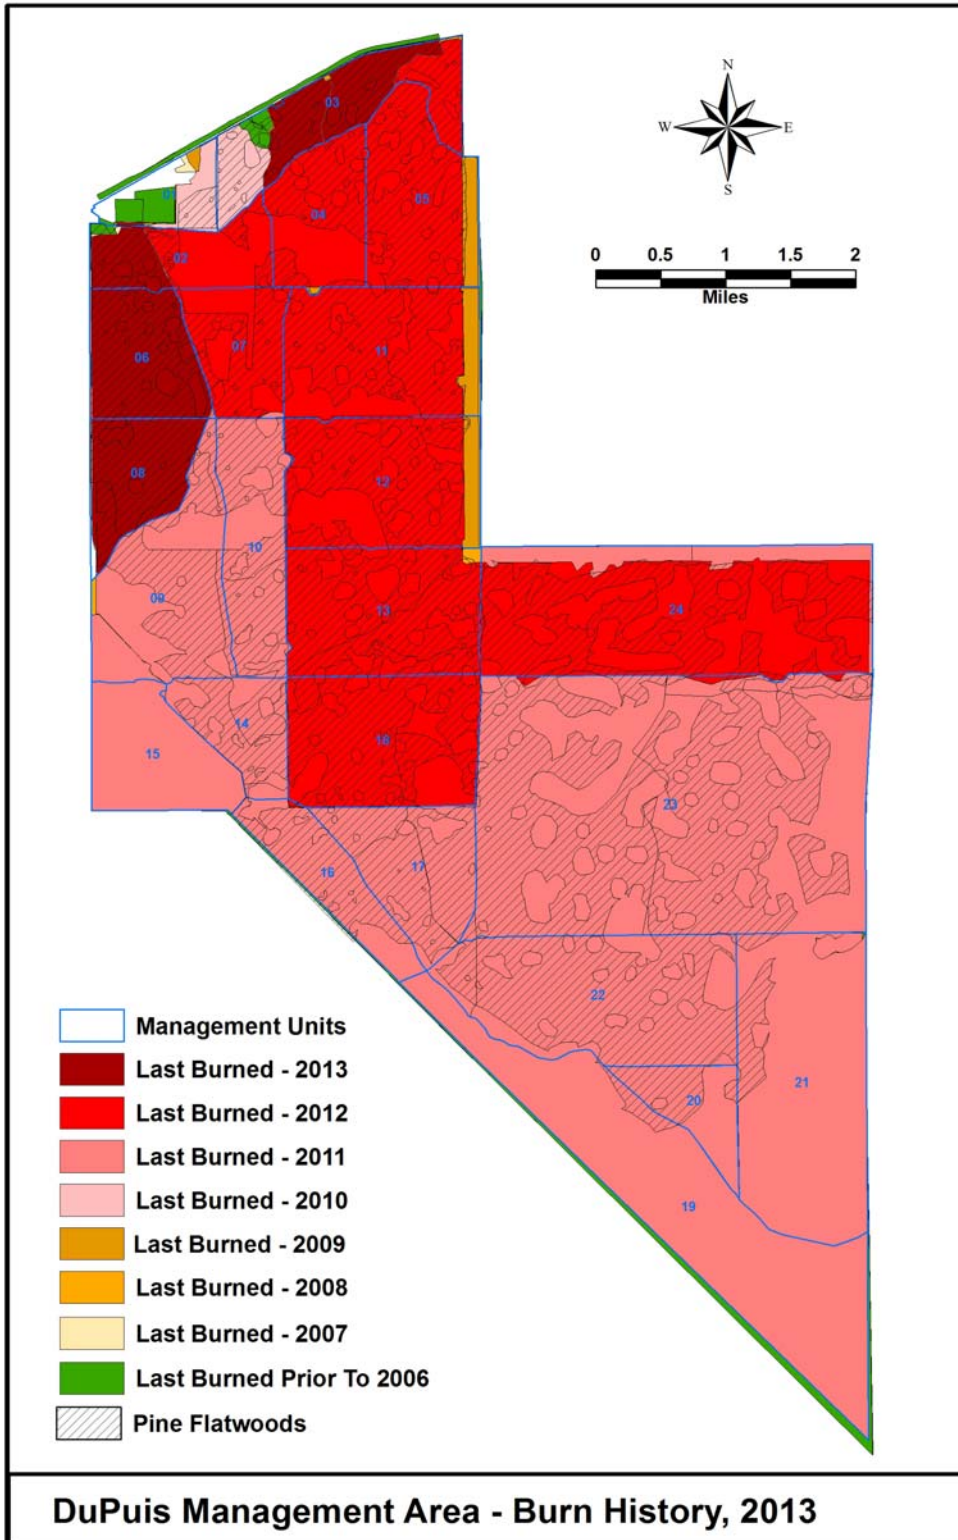 N
W E
S
03
01
04
05
02
0 0.5 1 1.5 2
Miles
06
07
11
08
12
10
09
13
24
14
18
15
23
16
17
22
21
20
19
Management Units
Last Burned - 2013
Last Burned - 2012
Last Burned - 2011
Last Burned - 2010
Last Burned - 2009
Last Burned - 2008
Last Burned - 2007
Last Burned Prior To 2006
Pine Flatwoods
DuPuis Management Area - Burn History, 2013